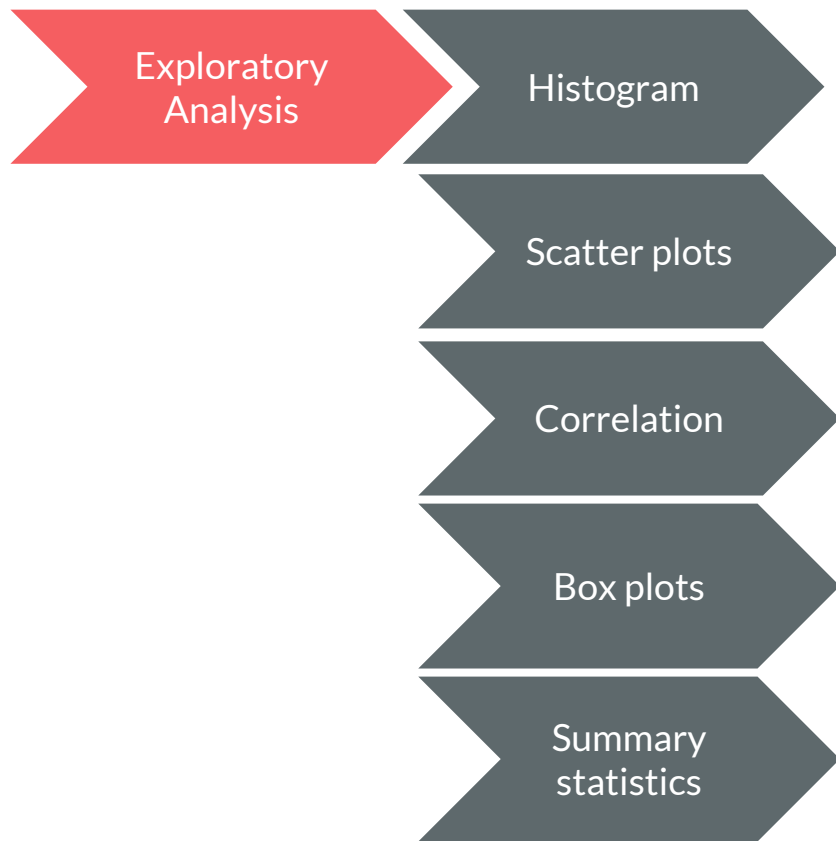 Exploratory
Analysis
Histogram
Scatter plots
Correlation
Box plots
Summary
statistics